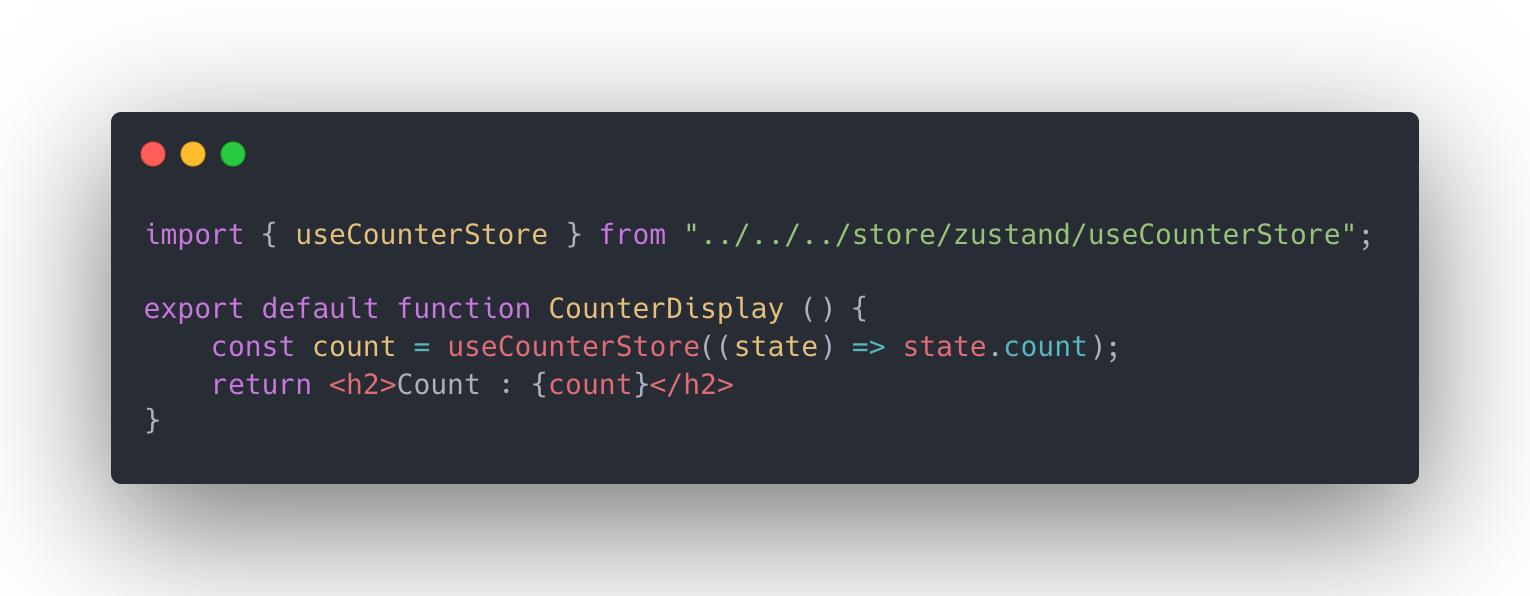 import { useCounterStore } from "../../../store/zustand/useCounterStore";

export default function CounterDisplay () {
    const count = useCounterStore((state) => state.count);
    return <h2>Count : {count}</h2>
}